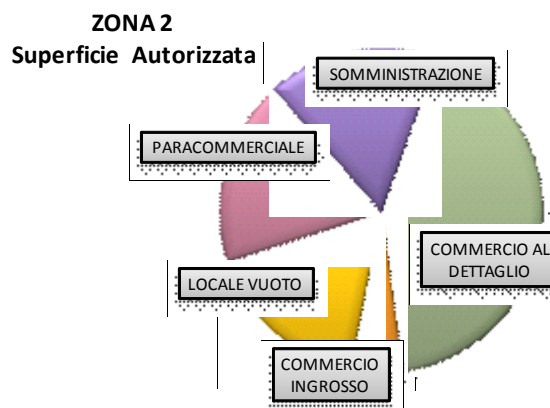 ZONA 2
Superficie Autorizzata
SOMMINISTRAZIONE
PARACOMMERCIALE
COMMERCIO AL
DETTAGLIO
LOCALE VUOTO
COMMERCIO
INGROSSO